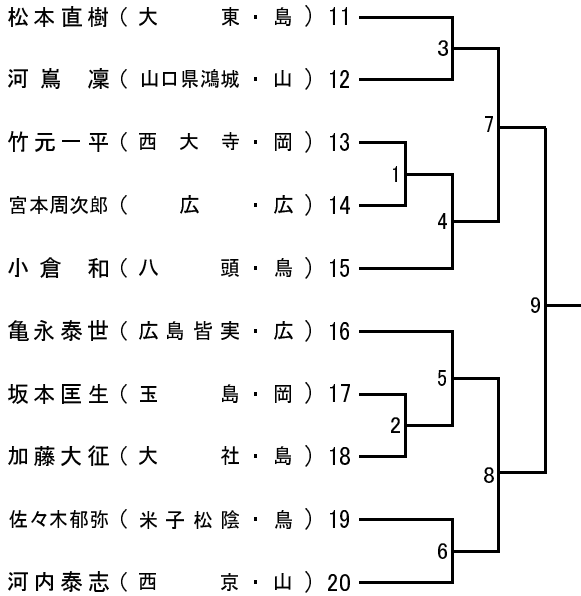 松本直樹 ( 大　東・島 ) 11
3
河嶌　凜 ( 山口県鴻城・山 ) 12
7
竹元一平 ( 西　大　寺・岡 ) 13
1
宮本周次郎 ( 広　・広 ) 14
4
小倉　和 ( 八　頭・鳥 ) 15
9
亀永泰世 ( 広島皆実・広 ) 16
5
坂本匡生 ( 玉　島・岡 ) 17
2
加藤大征 ( 大　社・島 ) 18
8
佐々木郁弥 ( 米子松陰・鳥 ) 19
6
河内泰志 ( 西　京・山 ) 20